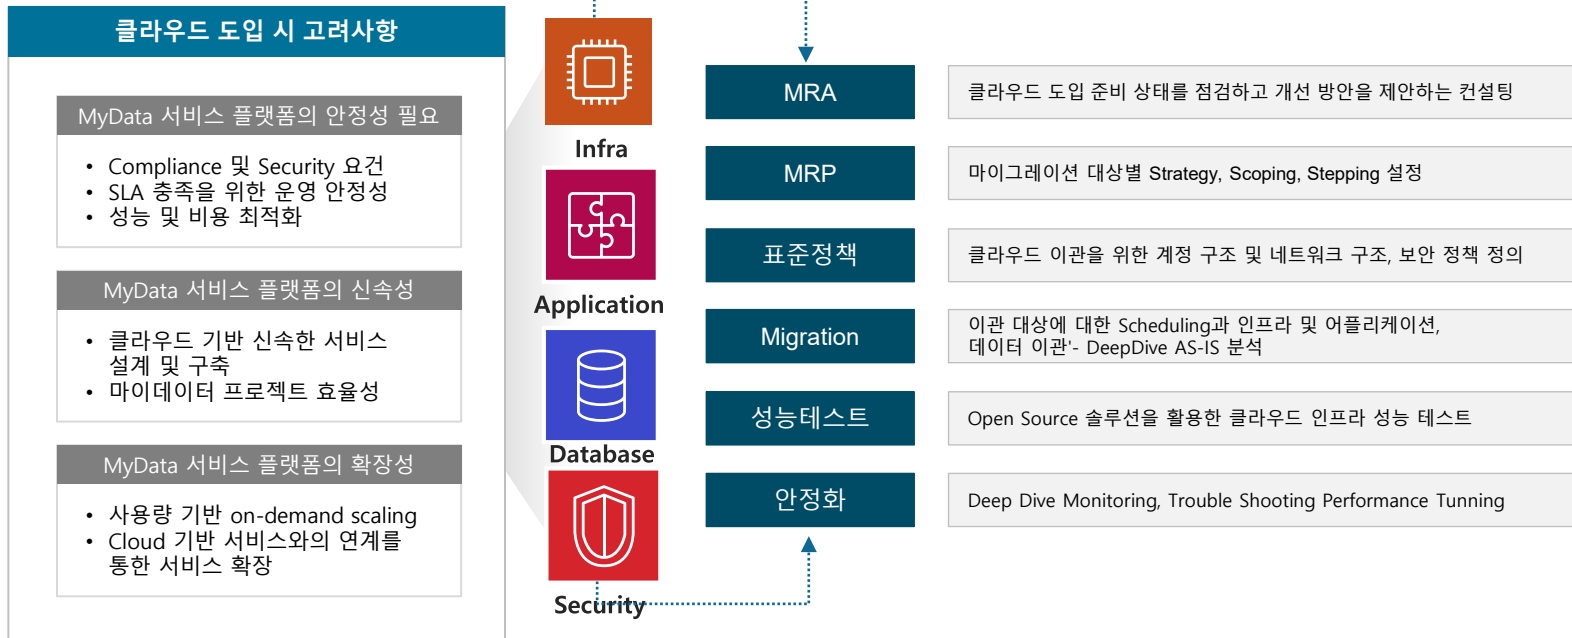 클라우드 도입 시 고려사항
MyData 서비스 플랫폼의 안정성 필요
• Compliance 및 Security 요건
• SLA 충족을 위한 운영 안정성
• 성능 및 비용 최적화
MyData 서비스 플랫폼의 신속성
• 클라우드 기반 신속한 서비스
설계 및 구축
• 마이데이터 프로젝트 효율성
MyData 서비스 플랫폼의 확장성
• 사용량 기반 on-demand scaling
• Cloud 기반 서비스와의 연계를
통한 서비스 확장
Infra
Application
Database
Security
MRA
클라우드 도입 준비 상태를 점검하고 개선 방안을 제안하는 컨설팅
MRP
마이그레이션 대상별 Strategy, Scoping, Stepping 설정
표준정책
클라우드 이관을 위한 계정 구조 및 네트워크 구조, 보안 정책 정의
Migration
이관 대상에 대한 Scheduling과 인프라 및 어플리케이션,
데이터 이관'- DeepDive AS-IS 분석
성능테스트
Open Source 솔루션을 활용한 클라우드 인프라 성능 테스트
안정화
Deep Dive Monitoring, Trouble Shooting Performance Tunning